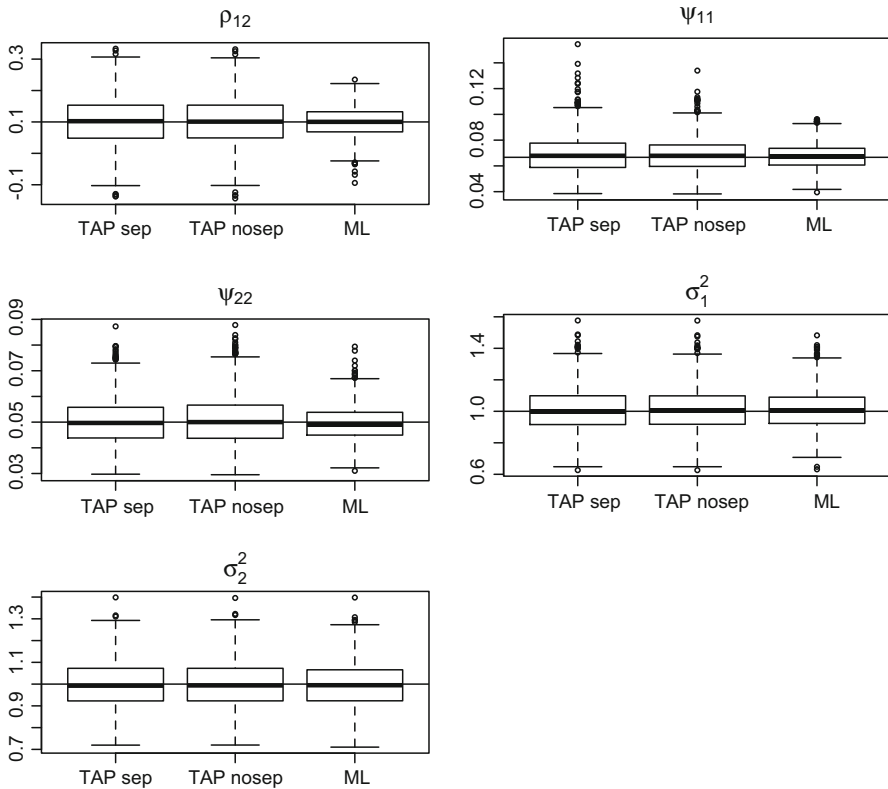 ρ₁₂
0.3
0.1
-0.1
TAP sep TAP nosep ML
ψ₁₁
0.12
0.08
0.04
TAP sep TAP nosep ML
ψ₂₂
0.09
0.07
0.05
0.03
TAP sep TAP nosep ML
σ₁²
1.4
1.0
0.6
TAP sep TAP nosep ML
σ₂²
1.3
1.1
0.9
0.7
TAP sep TAP nosep ML